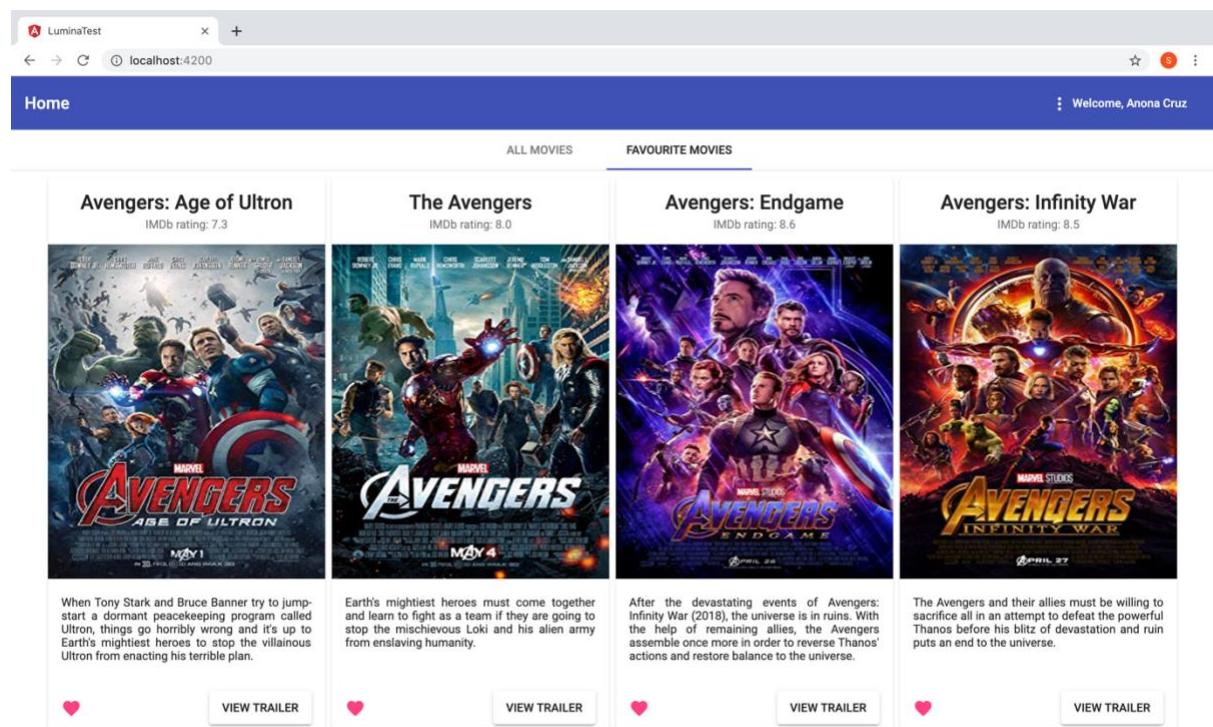 LuminaTest
localhost:4200
S
Home
Welcome, Anona Cruz
ALL MOVIES
FAVOURITE MOVIES
Avengers: Age of Ultron
IMDb rating: 7.3
MARVEL
AVENGERS
AGE OF ULTRON
MAY 1
When Tony Stark and Bruce Banner try to jump-
start a dormant peacekeeping program called
Ultron, things go horribly wrong and it's up to
Earth's mightiest heroes to stop the villainous
Ultron from enacting his terrible plan.
VIEW TRAILER
The Avengers
IMDb rating: 8.0
MARVEL
THE AVENGERS
MAY 4
Earth's mightiest heroes must come together
and learn to fight as a team if they are going to
stop the mischievous Loki and his alien army
from enslaving humanity.
VIEW TRAILER
Avengers: Endgame
IMDb rating: 8.6
MARVEL STUDIOS
AVENGERS
ENDGAME
APRIL 26
After the devastating events of Avengers:
Infinity War (2018), the universe is in ruins. With
the help of remaining allies, the Avengers
assemble once more in order to reverse Thanos'
actions and restore balance to the universe.
VIEW TRAILER
Avengers: Infinity War
IMDb rating: 8.5
MARVEL STUDIOS
AVENGERS
INFINITY WAR
APRIL 27
The Avengers and their allies must be willing to
sacrifice all in an attempt to defeat the powerful
Thanos before his blitz of devastation and ruin
puts an end to the universe.
VIEW TRAILER